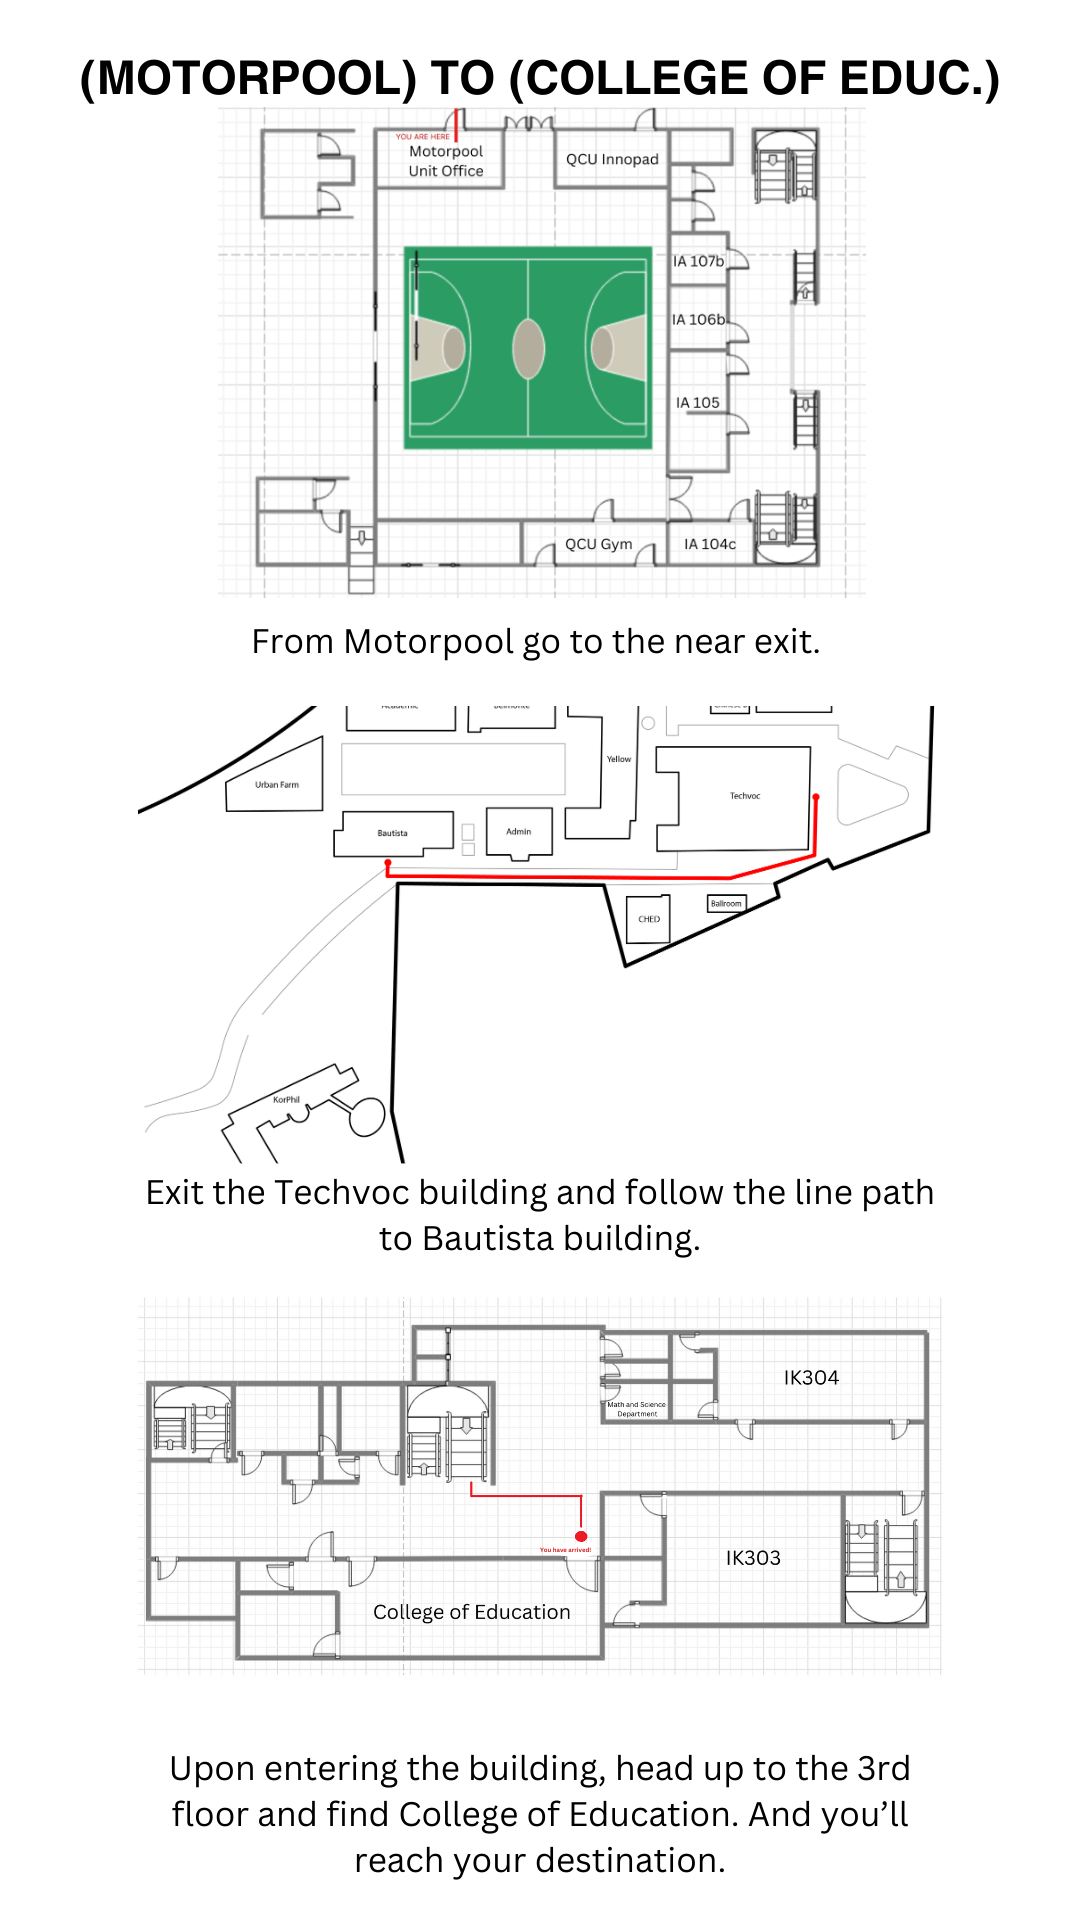 (MOTORPOOL) TO (COLLEGE OF EDUC.)
YOU ARE HERE
Motorpool
Unit Office
QCU Innopad
IA 107b
IA 106b
IA 105
QCU Gym
IA 104c
From Motorpool go to the near exit.
Academic
Belmonte
Yellow
Urban Farm
Techvoc
Bautista
Admin
CHED
Ballroom
KorPhil
Exit the Techvoc building and follow the line path
to Bautista building.
IK304
Math and Science
Department
You have arrived!
IK303
College of Education
Upon entering the building, head up to the 3rd
floor and find College of Education. And you’ll
reach your destination.